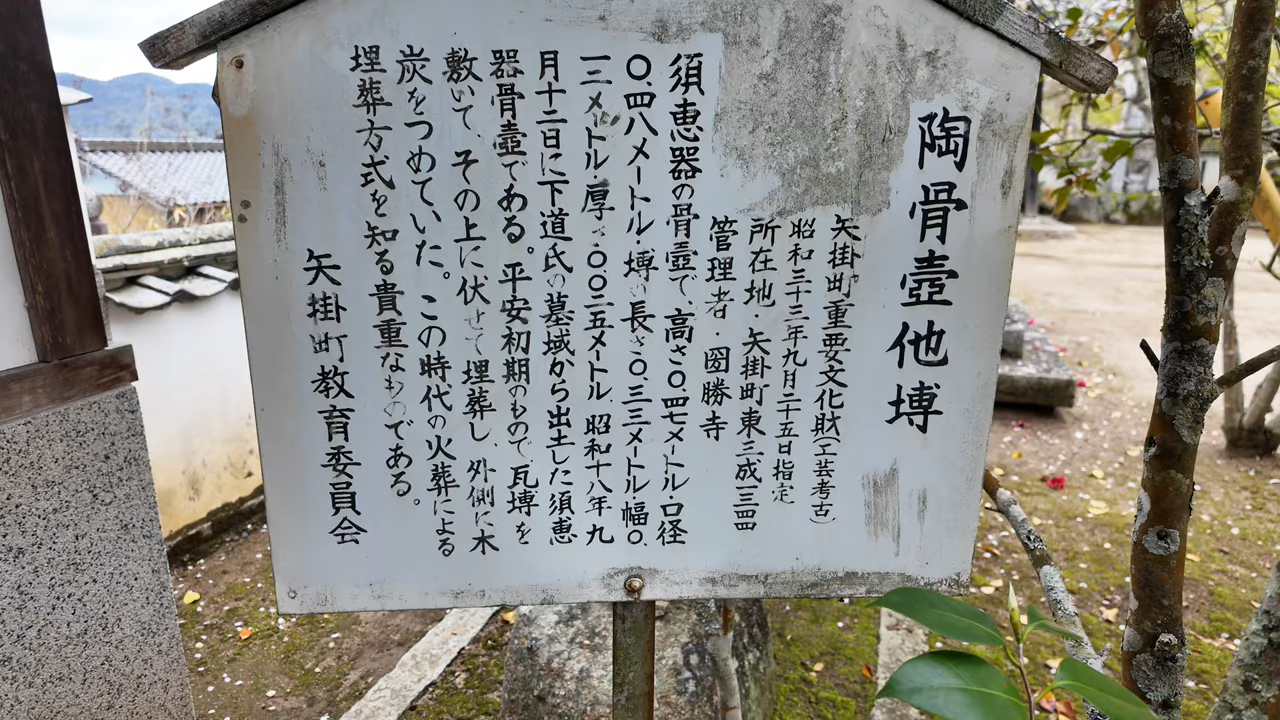 陶骨壺他塼
矢掛町重要文化財(工芸考古)
昭和三十三年九月二十五日指定
所在地・矢掛町東三成一三四四
管理者・圀勝寺
須恵器の骨壺で、高さ〇.四七メートル・口径
〇.四八メートル・塼の長さ〇.三三メートル幅〇.
一二メートル・厚さ〇.〇二五メートル昭和十八年九
月十二日に下道氏の墓域から出土した須恵
器骨壺である。平安初期のもので、瓦塼を
敷いて、その上に伏せて埋葬し、外側に木
炭をつめていた。この時代の火葬による
埋葬方式を知る貴重なものである。
矢掛町教育委員会